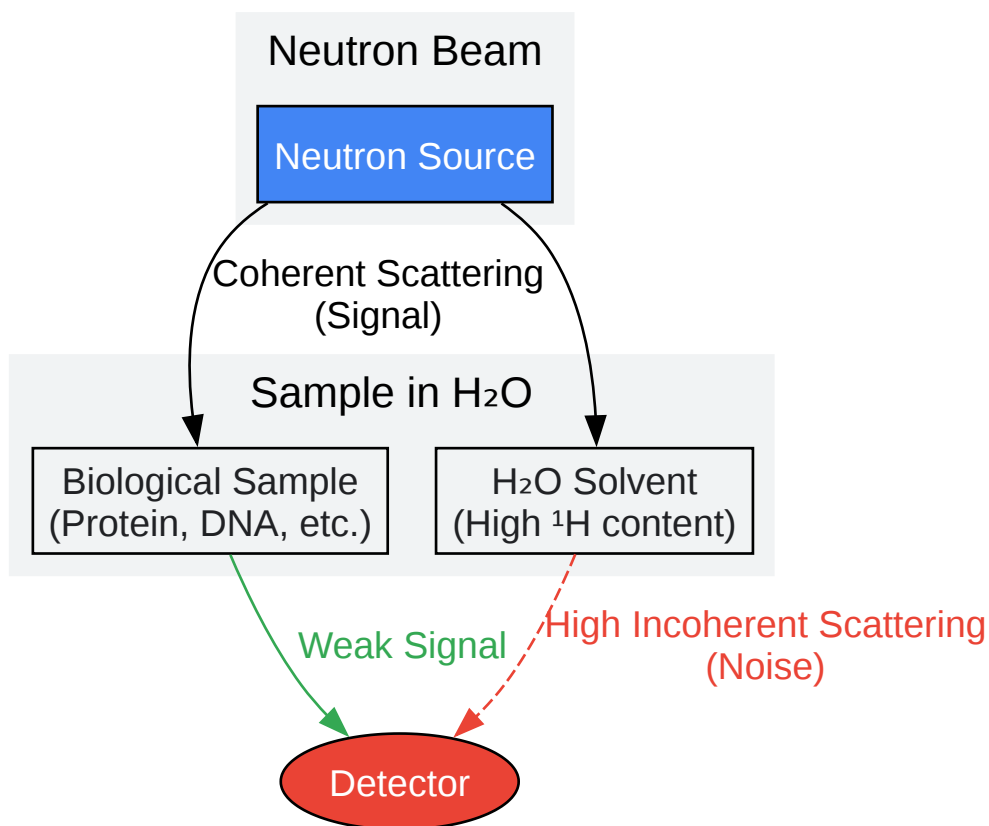 Neutron Beam
Neutron Source
Coherent Scattering
(Signal)
Sample in H₂O
Biological Sample
(Protein, DNA, etc.)
H₂O Solvent
(High ¹H content)
Weak Signal
High Incoherent Scattering
(Noise)
Detector